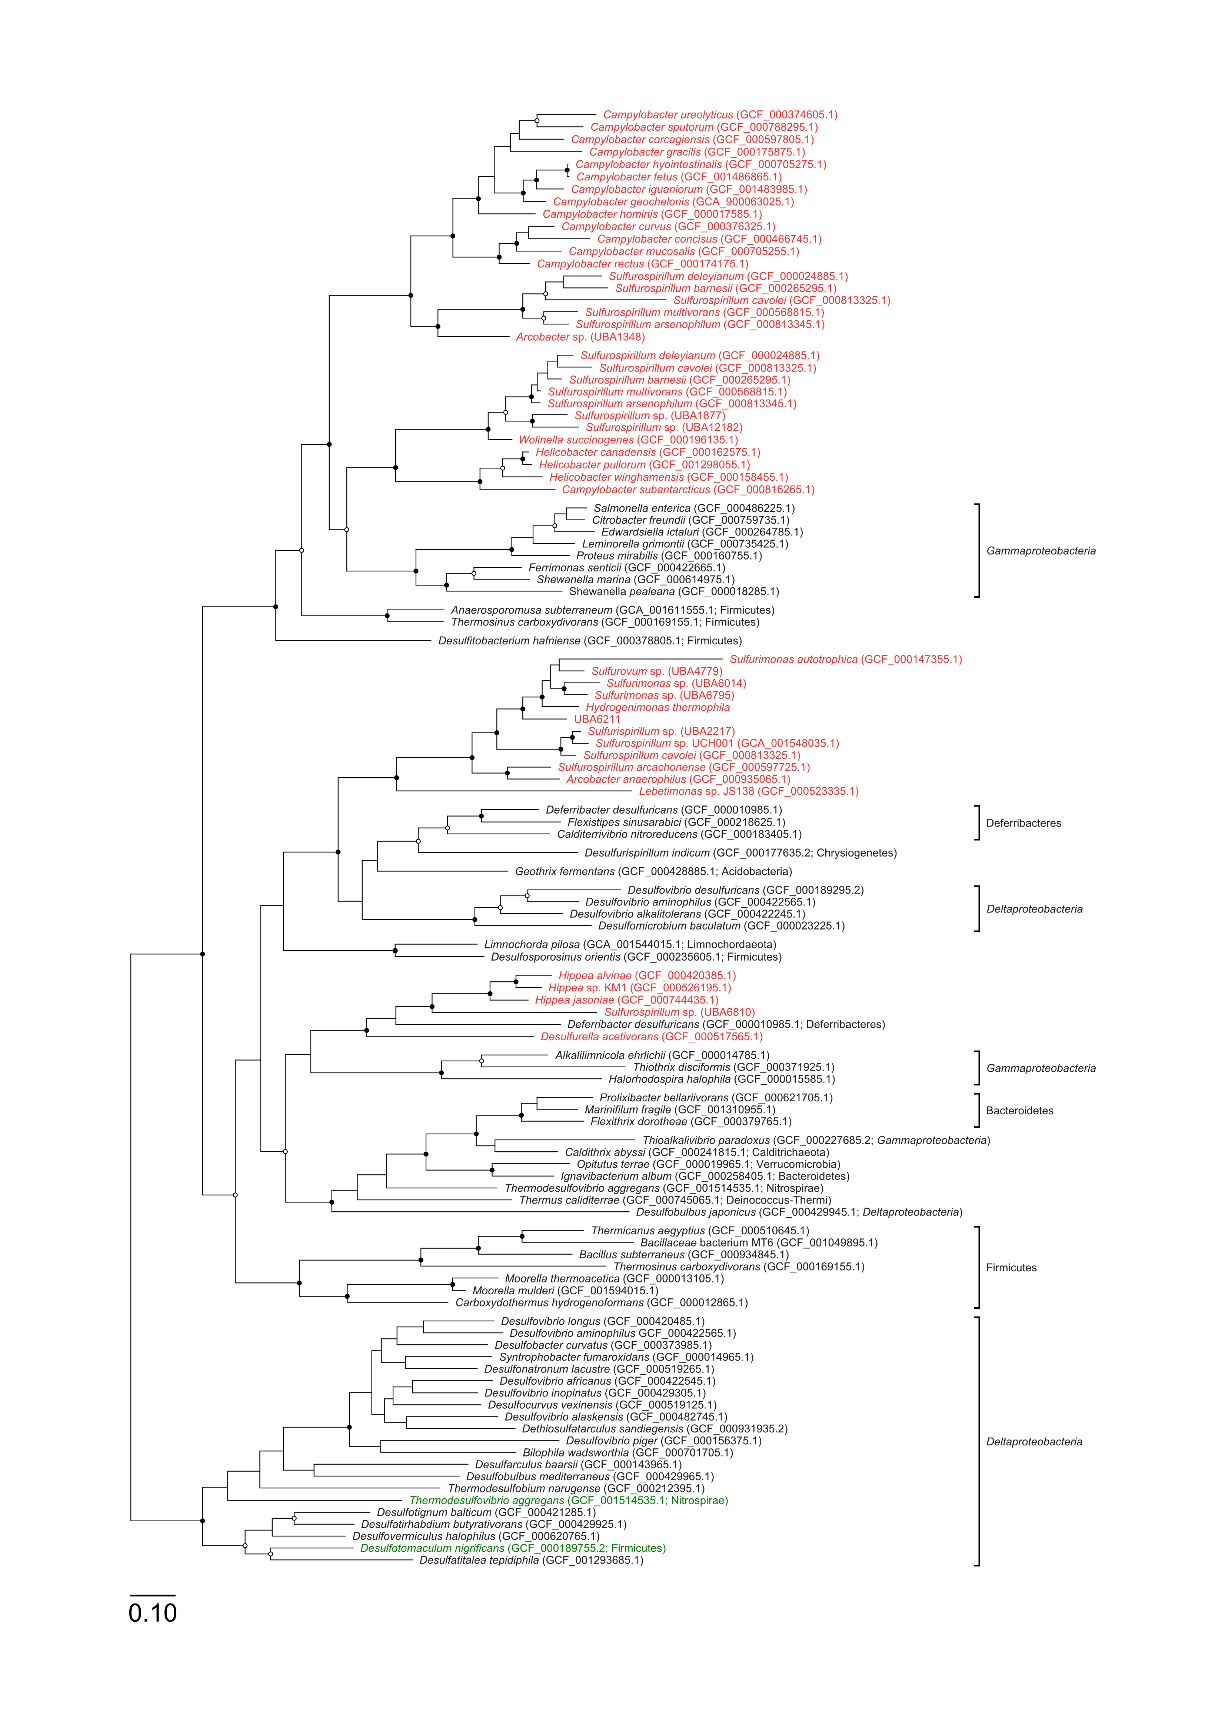 Campylobacter ureolyticus (GCF_000374605.1)
Campylobacter sputorum (GCF_000788295.1)
Campylobacter corcagiensis (GCF_000597805.1)
Campylobacter gracilis (GCF_000175875.1)
Campylobacter hyointestinalis (GCF_000705275.1)
Campylobacter fetus (GCF_001486865.1)
Campylobacter iguaniorum (GCF_001483985.1)
Campylobacter geochelonis (GCA_900063025.1)
Campylobacter hominis (GCF_000017585.1)
Campylobacter curvus (GCF_000376325.1)
Campylobacter concisus (GCF_000466745.1)
Campylobacter mucosalis (GCF_000705255.1)
Campylobacter rectus (GCF_000174175.1)
Sulfurospirillum deleyianum (GCF_000024885.1)
Sulfurospirillum barnesii (GCF_000265295.1)
Sulfurospirillum cavolei (GCF_000813325.1)
Sulfurospirillum multivorans (GCF_000568815.1)
Sulfurospirillum arsenophilum (GCF_000813345.1)
Arcobacter sp. (UBA1348)
Sulfurospirillum deleyianum (GCF_000024885.1)
Sulfurospirillum cavolei (GCF_000813325.1)
Sulfurospirillum barnesii (GCF_000265295.1)
Sulfurospirillum multivorans (GCF_000568815.1)
Sulfurospirillum arsenophilum (GCF_000813345.1)
Sulfurospirillum sp. (UBA1877)
Sulfurospirillum sp. (UBA12182)
Wolinella succinogenes (GCF_000196135.1)
Helicobacter canadensis (GCF_000162575.1)
Helicobacter pullorum (GCF_001298055.1)
Helicobacter winghamensis (GCF_000158455.1)
Campylobacter subantarcticus (GCF_000816265.1)
Salmonella enterica (GCF_000486225.1)
Citrobacter freundii (GCF_000759735.1)
Edwardsiella ictaluri (GCF_000264785.1)
Leminorella grimontii (GCF_000735425.1)
Gammaproteobacteria
Proteus mirabilis (GCF_000160755.1)
Ferrimonas senticii (GCF_000422665.1)
Shewanella marina (GCF_000614975.1)
Shewanella pealeana (GCF_000018285.1)
Anaerosporomusa subterraneum (GCA_001611555.1; Firmicutes)
Thermosinus carboxydivorans (GCF_000169155.1; Firmicutes)
Desulfitobacterium hafniense (GCF_000378805.1; Firmicutes)
Sulfurimonas autotrophica (GCF_000147355.1)
Sulfurovum sp. (UBA4779)
Sulfurimonas sp. (UBA6014)
Sulfurimonas sp. (UBA6795)
Hydrogenimonas thermophila
UBA6211
Sulfurispirillum sp. (UBA2217)
Sulfurospirillum sp. UCH001 (GCA_001548035.1)
Sulfurospirillum cavolei (GCF_000813325.1)
Sulfurospirillum arcachonense (GCF_000597725.1)
Arcobacter anaerophilus (GCF_000935065.1)
Lebetimonas sp. JS138 (GCF_000523335.1)
Deferribacter desulfuricans (GCF_000010985.1)
Flexistipes sinusarabici (GCF_000218625.1)
Deferribacteres
Calditerrivibrio nitroreducens (GCF_000183405.1)
Desulfurispirillum indicum (GCF_000177635.2; Chrysiogenetes)
Geothrix fermentans (GCF_000428885.1; Acidobacteria)
Desulfovibrio desulfuricans (GCF_000189295.2)
Desulfovibrio aminophilus (GCF_000422565.1)
Deltaproteobacteria
Desulfovibrio alkalitolerans (GCF_000422245.1)
Desulfomicrobium baculatum (GCF_000023225.1)
Limnochorda pilosa (GCA_001544015.1; Limnochordaeota)
Desulfosporosinus orientis (GCF_000235605.1; Firmicutes)
Hippea alvinae (GCF_000420385.1)
Hippea sp. KM1 (GCF_000526195.1)
Hippea jasoniae (GCF_000744435.1)
Sulfurospirillum sp. (UBA6810)
Deferribacter desulfuricans (GCF_000010985.1; Deferribacteres)
Desulfurella acetivorans (GCF_000517565.1)
Alkalilimnicola ehrlichii (GCF_000014785.1)
Thiothrix disciformis (GCF_000371925.1)
Gammaproteobacteria
Halorhodospira halophila (GCF_000015585.1)
Prolixibacter bellariivorans (GCF_000621705.1)
Marinifilum fragile (GCF_001310955.1)
Bacteroidetes
Flexithrix dorotheae (GCF_000379765.1)
Thioalkalivibrio paradoxus (GCF_000227685.2; Gammaproteobacteria)
Caldithrix abyssi (GCF_000241815.1; Calditrichaeota)
Opitutus terrae (GCF_000019965.1; Verrucomicrobia)
Ignavibacterium album (GCF_000258405.1; Bacteroidetes)
Thermodesulfovibrio aggregans (GCF_001514535.1; Nitrospirae)
Thermus caliditerrae (GCF_000745065.1; Deinococcus-Thermi)
Desulfobulbus japonicus (GCF_000429945.1; Deltaproteobacteria)
Thermicanus aegyptius (GCF_000510645.1)
Bacillaceae bacterium MT6 (GCF_001049895.1)
Bacillus subterraneus (GCF_000934845.1)
Thermosinus carboxydivorans (GCF_000169155.1)
Firmicutes
Moorella thermoacetica (GCF_000013105.1)
Moorella mulderi (GCF_001594015.1)
Carboxydothermus hydrogenoformans (GCF_000012865.1)
Desulfovibrio longus (GCF_000420485.1)
Desulfovibrio aminophilus GCF_000422565.1)
Desulfobacter curvatus (GCF_000373985.1)
Syntrophobacter fumaroxidans (GCF_000014965.1)
Desulfonatronum lacustre (GCF_000519265.1)
Desulfovibrio africanus (GCF_000422545.1)
Desulfovibrio inopinatus (GCF_000429305.1)
Desulfocurvus vexinensis (GCF_000519125.1)
Desulfovibrio alaskensis (GCF_000482745.1)
Dethiosulfatarculus sandiegensis (GCF_000931935.2)
Desulfovibrio piger (GCF_000156375.1)
Deltaproteobacteria
Bilophila wadsworthia (GCF_000701705.1)
Desulfarculus baarsii (GCF_000143965.1)
Desulfobulbus mediterraneus (GCF_000429965.1)
Thermodesulfobium narugense (GCF_000212395.1)
Thermodesulfovibrio aggregans (GCF_001514535.1; Nitrospirae)
Desulfotignum balticum (GCF_000421285.1)
Desulfatirhabdium butyrativorans (GCF_000429925.1)
Desulfovermiculus halophilus (GCF_000620765.1)
Desulfotomaculum nigrificans (GCF_000189755.2; Firmicutes)
Desulfatitalea tepidiphila (GCF_001293685.1)
0.10